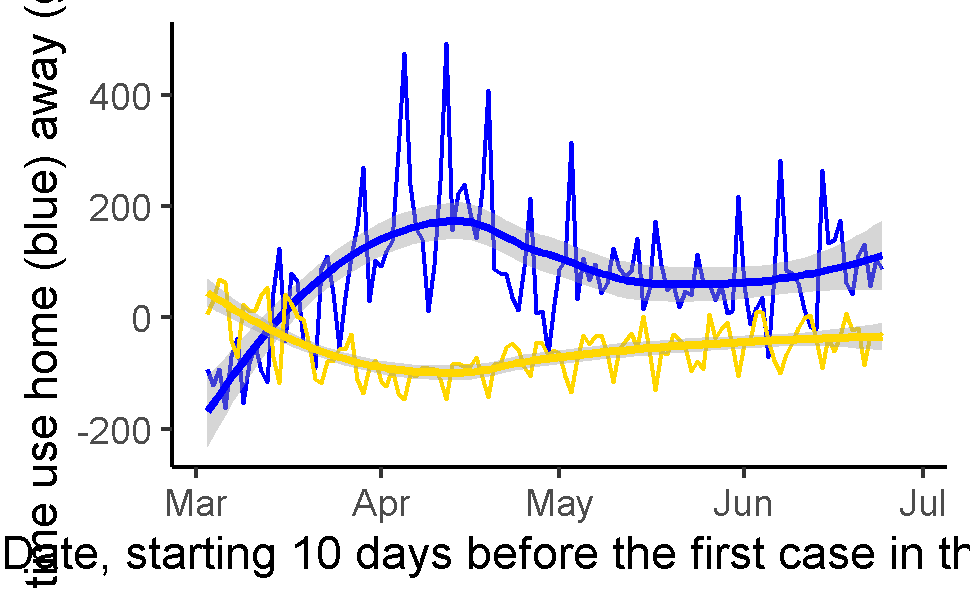 time use home (blue) away (
400
200
0
-200
Mar Apr May Jun Jul
Date, starting 10 days before the first case in th